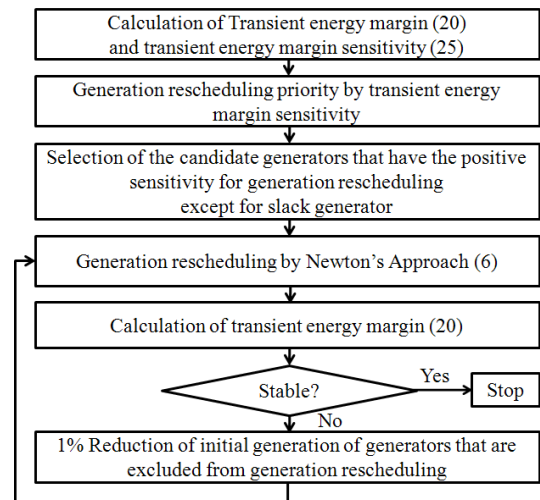 Calculation of Transient energy margin (20)
and transient energy margin sensitivity (25)
Generation rescheduling priority by transient energy
margin sensitivity
Selection of the candidate generators that have the positive
sensitivity for generation rescheduling
except for slack generator
Generation rescheduling by Newton's Approach (6)
Calculation of transient energy margin (20)
Stable?
Yes
Stop
No
1% Reduction of initial generation of generators that are
excluded from generation rescheduling